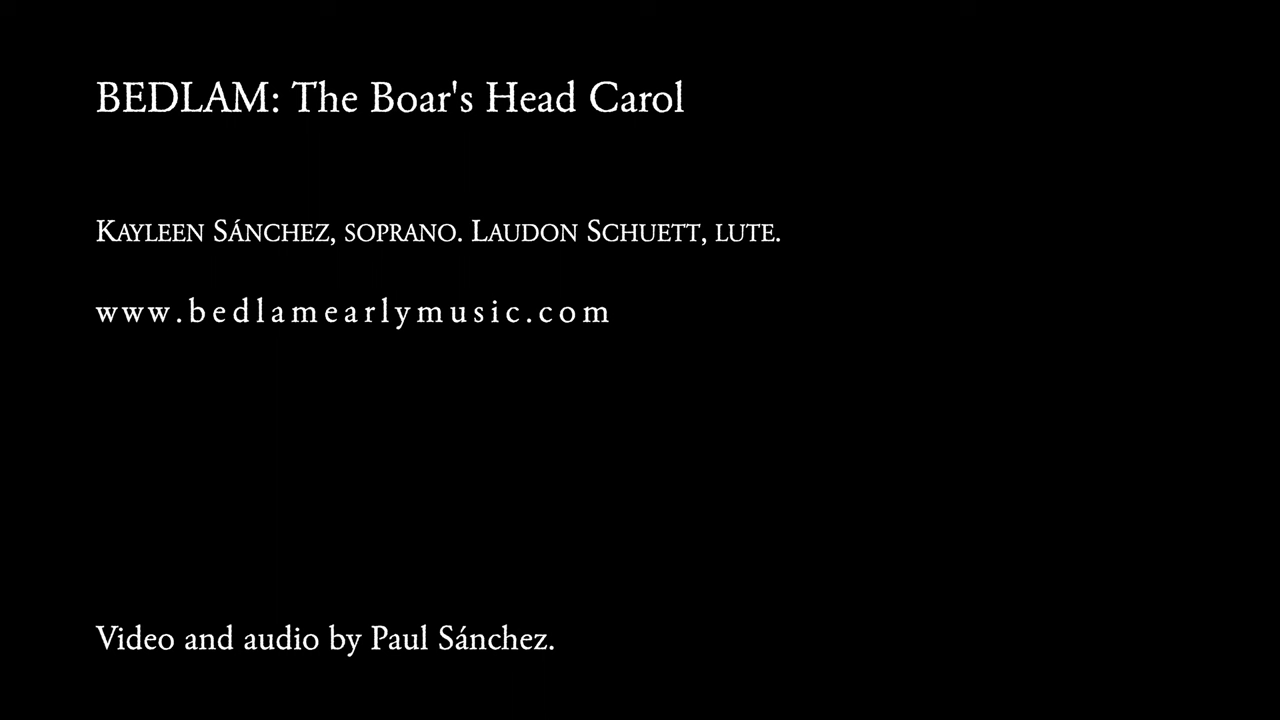 BEDLAM: The Boar's Head Carol
Kayleen Sánchez, soprano. Laudon Schuett, lute.
www.bedlamearlymusic.com
Video and audio by Paul Sánchez.